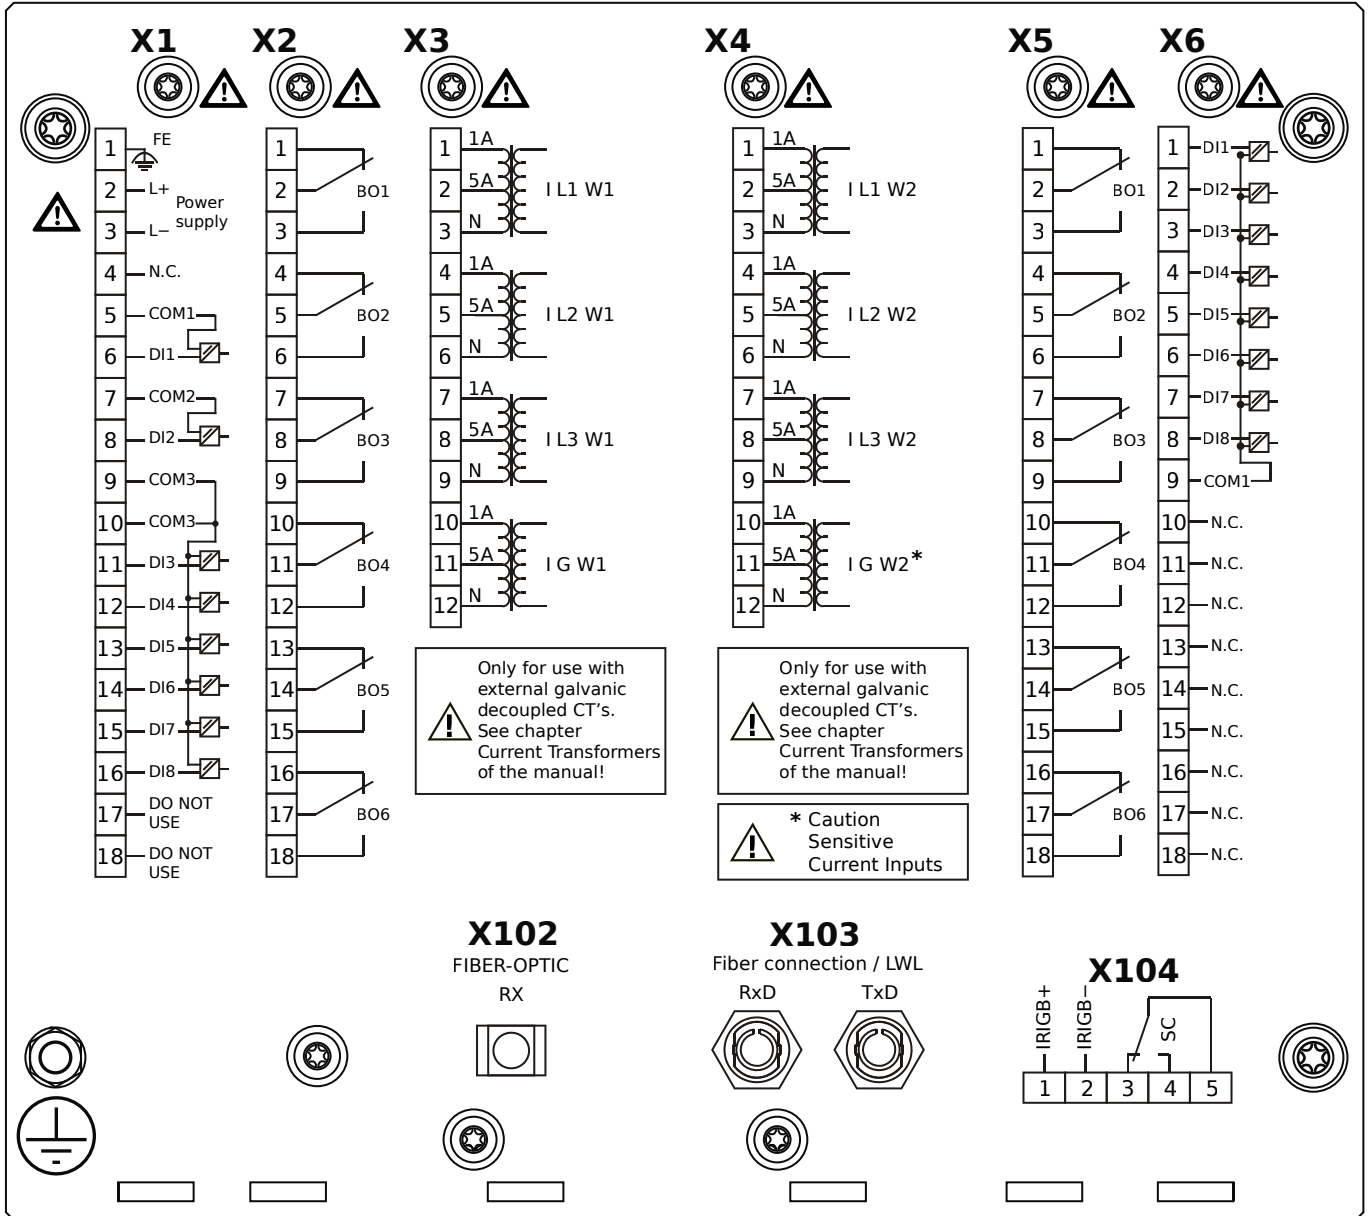 X1 X2 X3 X4 X5 X6
1 FE
2 L+
Power
supply
3 L−
4 N.C.
5 COM1
6 DI1
7 COM2
8 DI2
9 COM3
10 COM3
11 DI3
12 DI4
13 DI5
14 DI6
15 DI7
16 DI8
17 DO NOT
USE
18 DO NOT
USE
1
2 BO1
3
4
5 BO2
6
7
8 BO3
9
10
11 BO4
12
13
14 BO5
15
16
17 BO6
18
1 1A
2 5A I L1 W1
3 N
4 1A
5 5A I L2 W1
6 N
7 1A
8 5A I L3 W1
9 N
10 1A
11 5A I G W1
12 N
Only for use with
external galvanic
decoupled CT's.
See chapter
Current Transformers
of the manual!
1 1A
2 5A I L1 W2
3 N
4 1A
5 5A I L2 W2
6 N
7 1A
8 5A I L3 W2
9 N
10 1A
11 5A I G W2*
12 N
Only for use with
external galvanic
decoupled CT's.
See chapter
Current Transformers
of the manual!
* Caution
Sensitive
Current Inputs
1
2 BO1
3
4
5 BO2
6
7
8 BO3
9
10
11 BO4
12
13
14 BO5
15
16
17 BO6
18
1 DI1
2 DI2
3 DI3
4 DI4
5 DI5
6 DI6
7 DI7
8 DI8
9 COM1
10 N.C.
11 N.C.
12 N.C.
13 N.C.
14 N.C.
15 N.C.
16 N.C.
17 N.C.
18 N.C.
X102
FIBER-OPTIC
RX
X103
Fiber connection / LWL
RxD TxD
X104
IRIGB+ IRIGB− SC
1 2 3 4 5